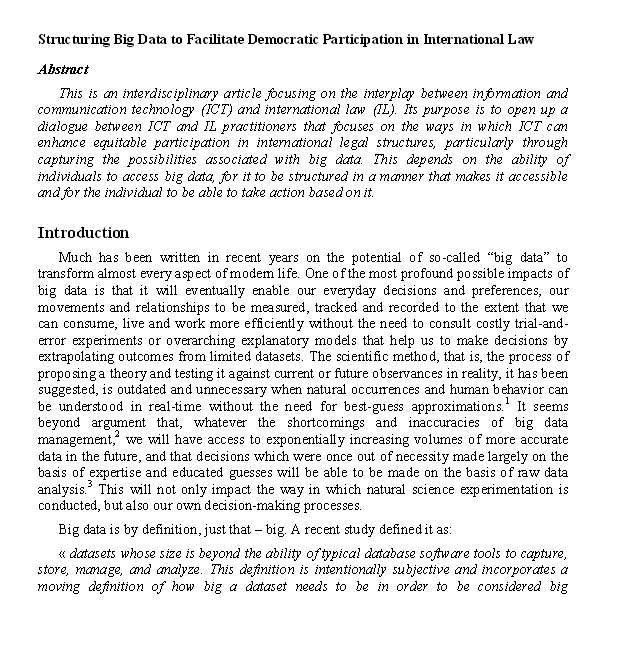 Structuring Big Data to Facilitate Democratic Participation in International Law
Abstract
This is an interdisciplinary article focusing on the interplay between information and
communication technology (ICT) and international law (IL). Its purpose is to open up a
dialogue between ICT and IL practitioners that focuses on the ways in which ICT can
enhance equitable participation in international legal structures, particularly through
capturing the possibilities associated with big data. This depends on the ability of
individuals to access big data, for it to be structured in a manner that makes it accessible
and for the individual to be able to take action based on it.
Introduction
Much has been written in recent years on the potential of so-called “big data” to
transform almost every aspect of modern life. One of the most profound possible impacts of
big data is that it will eventually enable our everyday decisions and preferences, our
movements and relationships to be measured, tracked and recorded to the extent that we
can consume, live and work more efficiently without the need to consult costly trial-and-
error experiments or overarching explanatory models that help us to make decisions by
extrapolating outcomes from limited datasets. The scientific method, that is, the process of
proposing a theory and testing it against current or future observances in reality, it has been
suggested, is outdated and unnecessary when natural occurrences and human behavior can
be understood in real-time without the need for best-guess approximations.1 It seems
beyond argument that, whatever the shortcomings and inaccuracies of big data
management,2 we will have access to exponentially increasing volumes of more accurate
data in the future, and that decisions which were once out of necessity made largely on the
basis of expertise and educated guesses will be able to be made on the basis of raw data
analysis.3 This will not only impact the way in which natural science experimentation is
conducted, but also our own decision-making processes.
Big data is by definition, just that – big. A recent study defined it as:
« datasets whose size is beyond the ability of typical database software tools to capture,
store, manage, and analyze. This definition is intentionally subjective and incorporates a
moving definition of how big a dataset needs to be in order to be considered big